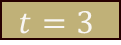 t = 3